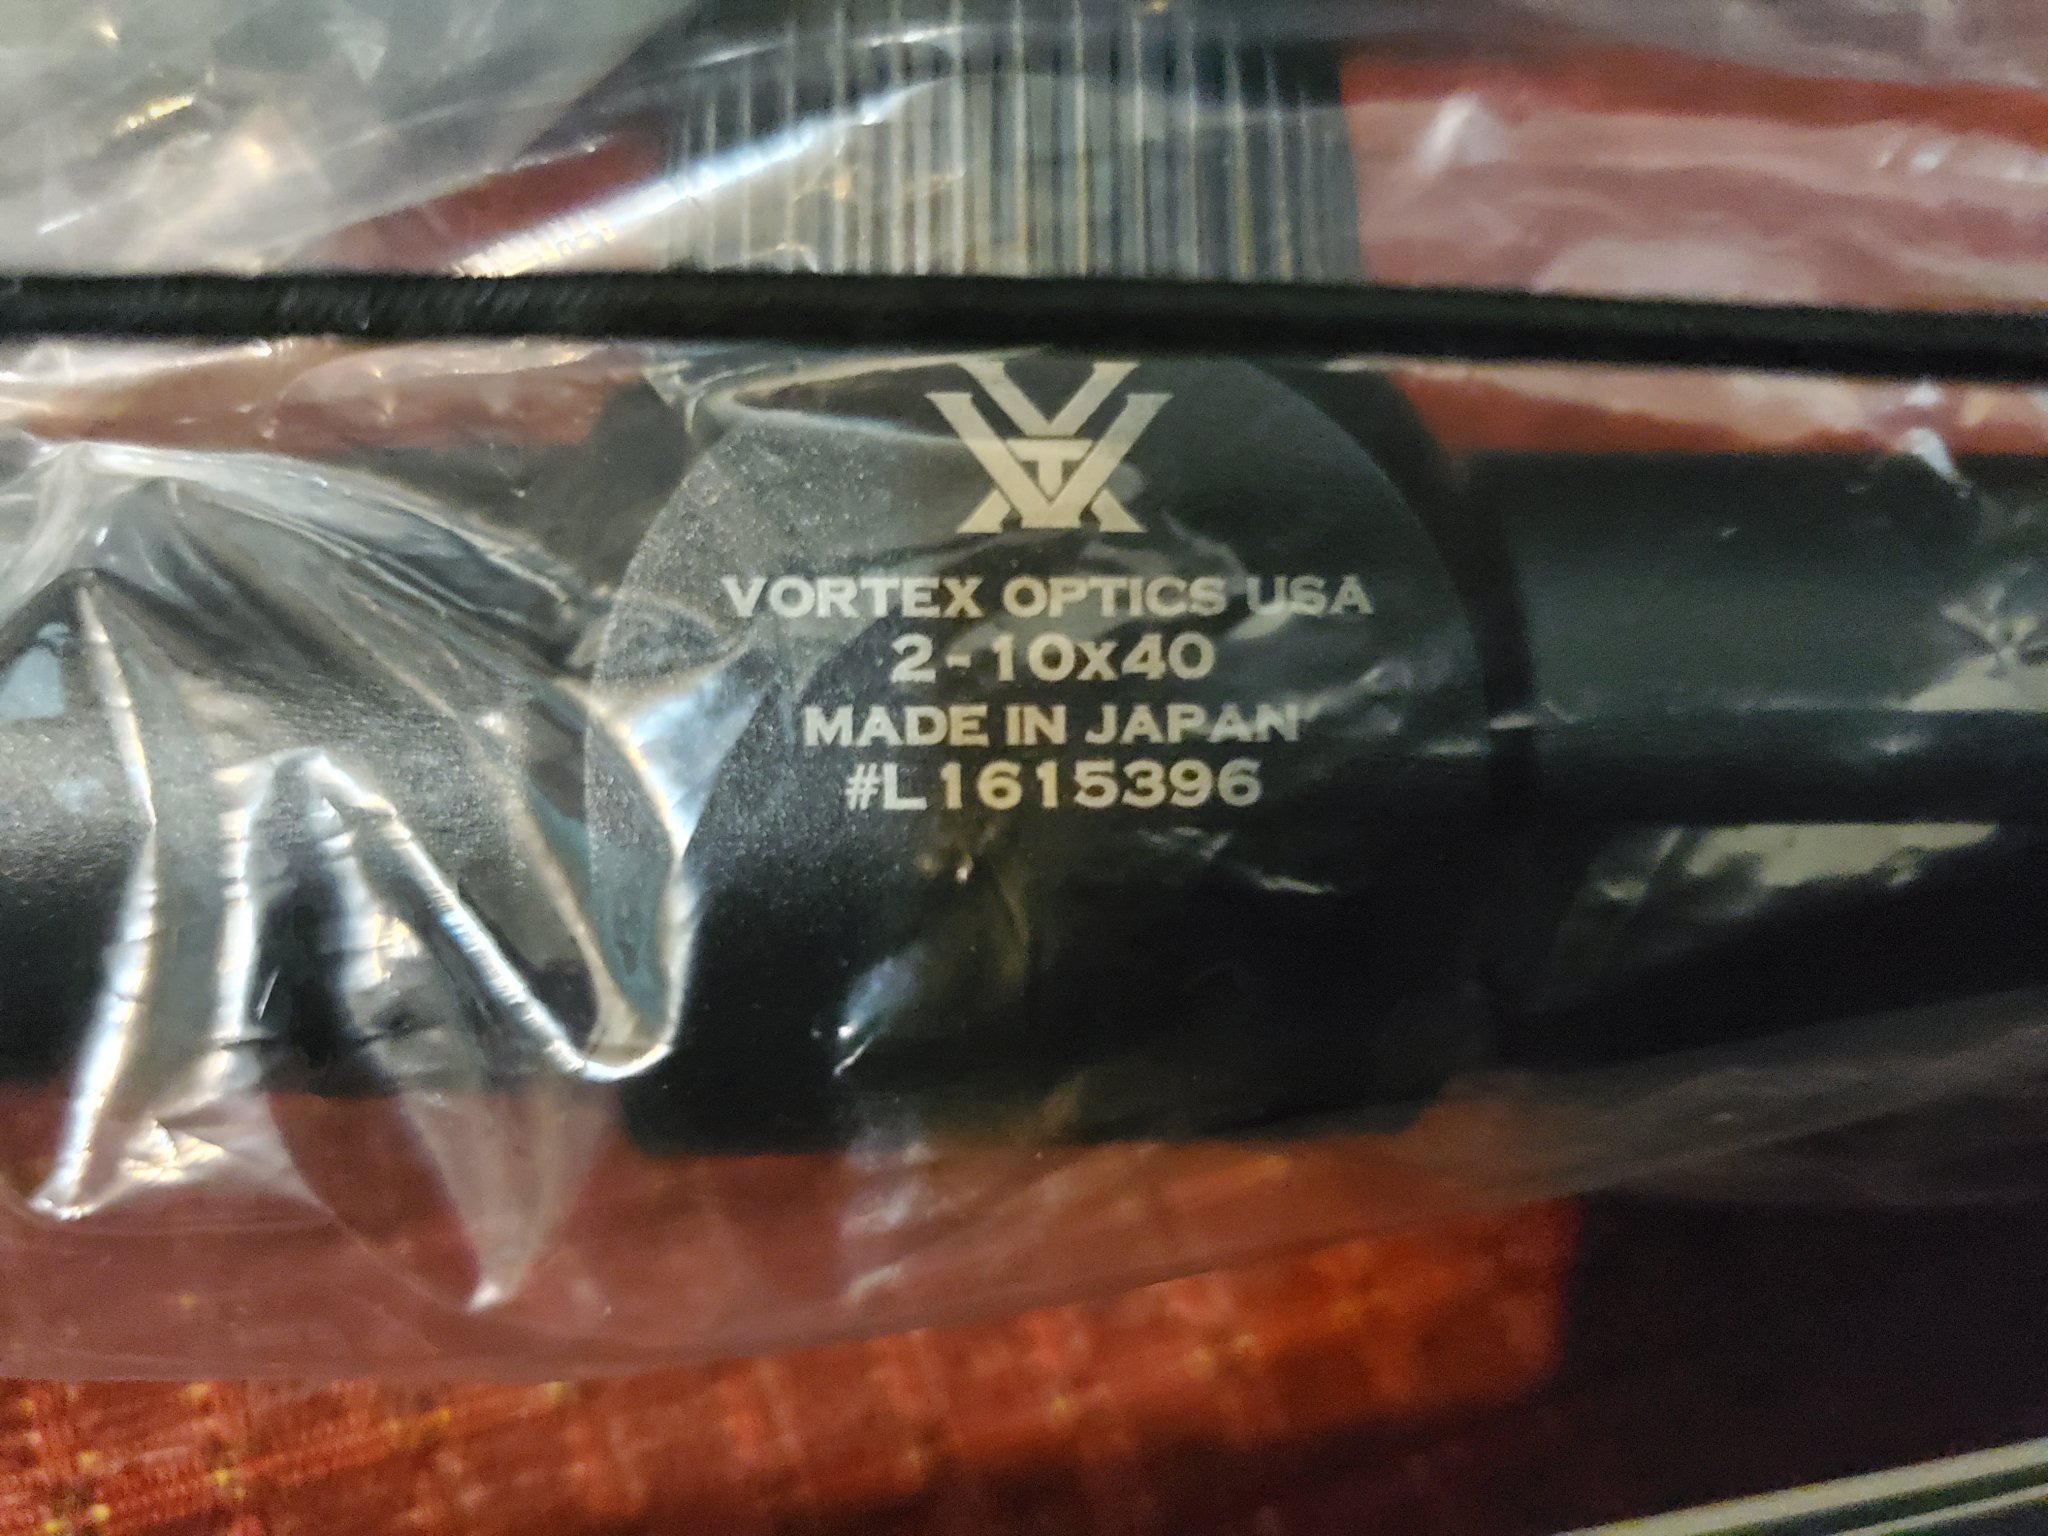 VORTEX OPTICS USA
2-10x40
MADE IN JAPAN
#L1615396